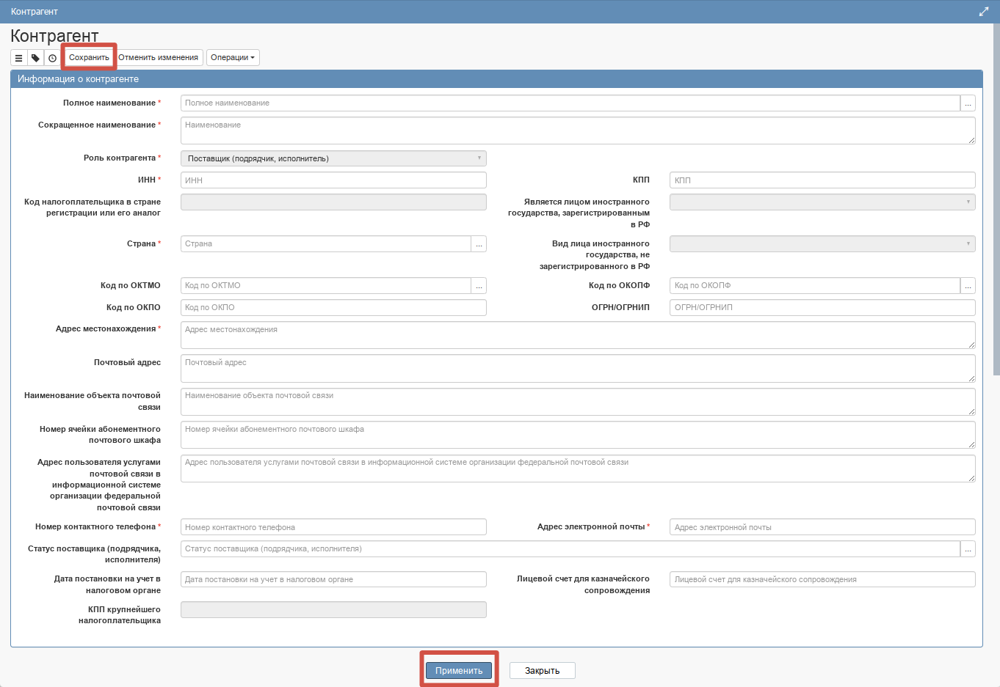 Контрагент
Контрагент
Сохранить Отменить изменения Операции
Информация о контрагенте
Полное наименование * Полное наименование ...
Сокращенное наименование * Наименование
Роль контрагента * Поставщик (подрядчик, исполнитель)
ИНН * ИНН КПП КПП
Код налогоплательщика в стране
регистрации или его аналог
Является лицом иностранного
государства, зарегистрированным
в РФ
Страна * Страна ...
Вид лица иностранного
государства, не
зарегистрированного в РФ
Код по ОКТМО Код по ОКТМО ... Код по ОКОПФ Код по ОКОПФ ...
Код по ОКПО Код по ОКПО ОГРН/ОГРНИП ОГРН/ОГРНИП
Адрес местонахождения * Адрес местонахождения
Почтовый адрес Почтовый адрес
Наименование объекта почтовой
связи
Наименование объекта почтовой связи
Номер ячейки абонементного
почтового шкафа
Номер ячейки абонементного почтового шкафа
Адрес пользователя услугами
почтовой связи в
информационной системе
организации федеральной
почтовой связи
Адрес пользователя услугами почтовой связи в информационной системе организации федеральной почтовой связи
Номер контактного телефона * Номер контактного телефона Адрес электронной почты * Адрес электронной почты
Статус поставщика (подрядчика,
исполнителя)
Статус поставщика (подрядчика, исполнителя) ...
Дата постановки на учет в
налоговом органе
Дата постановки на учет в налоговом органе
Лицевой счет для казначейского
сопровождения
Лицевой счет для казначейского сопровождения
КПП крупнейшего
налогоплательщика
Применить Закрыть